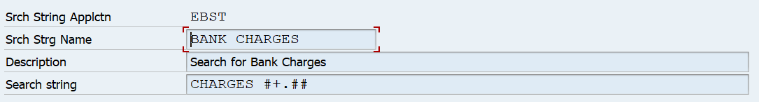 Srch String Applctn EBST
Srch Strg Name BANK CHARGES
Description Search for Bank Charges
Search string CHARGES #+.##